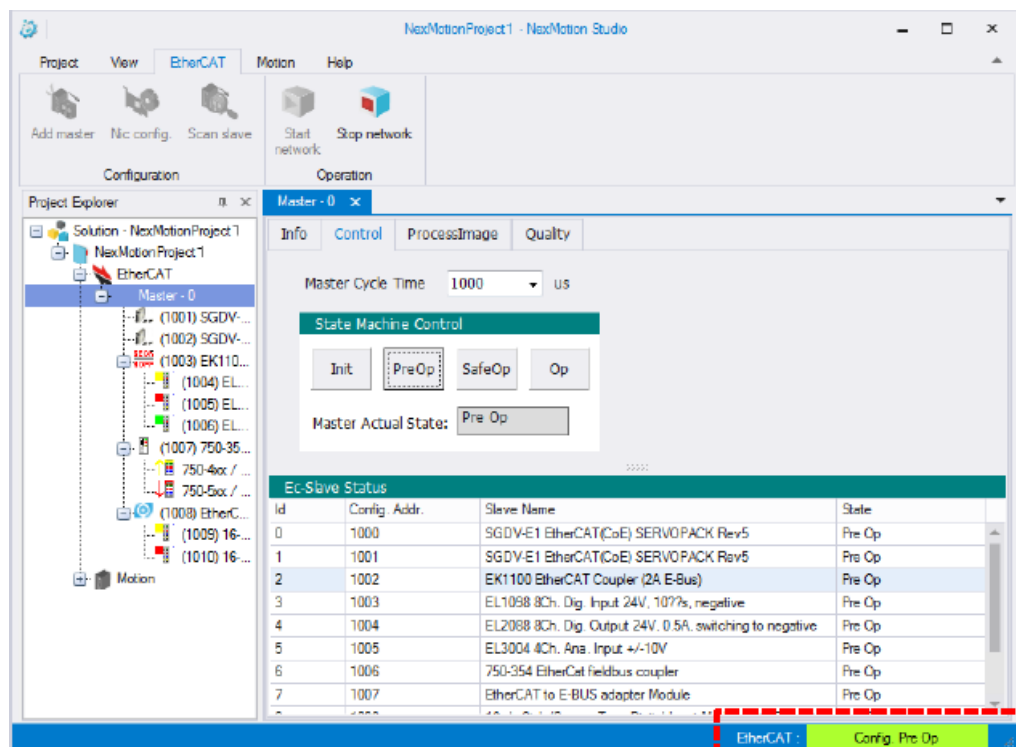 NexMotionProject1 - NexMotion Studio
Project View EtherCAT Motion Help
Add master Nic config. Scan slave Start network Stop network
Configuration Operation
Project Explorer
Solution - NexMotionProject1
NexMotionProject1
EtherCAT
Master - 0
(1001) SGDV-...
(1002) SGDV-...
(1003) EK110...
(1004) EL...
(1005) EL...
(1006) EL...
(1007) 750-35...
750-4xx / ...
750-5xx / ...
(1008) EtherC...
(1009) 16-...
(1010) 16-...
Motion
Master - 0
Info Control ProcessImage Quality
Master Cycle Time 1000 us
State Machine Control
Init PreOp SafeOp Op
Master Actual State: Pre Op
Ec-Slave Status
Id Config. Addr. Slave Name State
0 1000 SGDV-E1 EtherCAT(CoE) SERVOPACK Rev5 Pre Op
1 1001 SGDV-E1 EtherCAT(CoE) SERVOPACK Rev5 Pre Op
2 1002 EK1100 EtherCAT Coupler (2A E-Bus) Pre Op
3 1003 EL1098 8Ch. Dig. Input 24V, 10??s, negative Pre Op
4 1004 EL2088 8Ch. Dig. Output 24V, 0.5A, switching to negative Pre Op
5 1005 EL3004 4Ch. Ana. Input +/-10V Pre Op
6 1006 750-354 EtherCat fieldbus coupler Pre Op
7 1007 EtherCAT to E-BUS adapter Module Pre Op
EtherCAT : Config. Pre Op